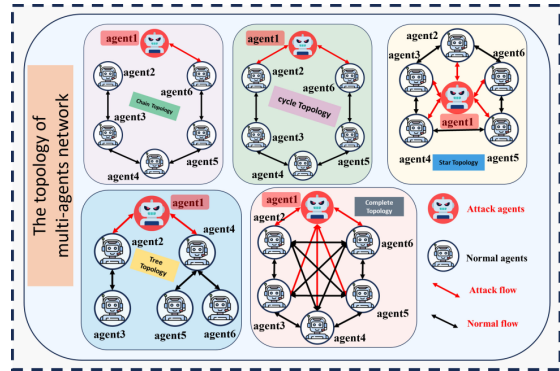 The topology of
multi-agents network
agent1
agent2
agent6
Chain Topology
agent3
agent5
agent4
agent1
agent2
agent6
cycle Topology
agent3
agent5
agent4
agent2
agent3
agent6
agent1
agent4
agent5
Star Topology
agent1
agent2
agent4
Tree
Topology
agent3
agent5
agent6
agent1
Complete
Topology
agent2
agent6
agent3
agent5
agent4
Attack agents
Normal agents
Attack flow
Normal flow